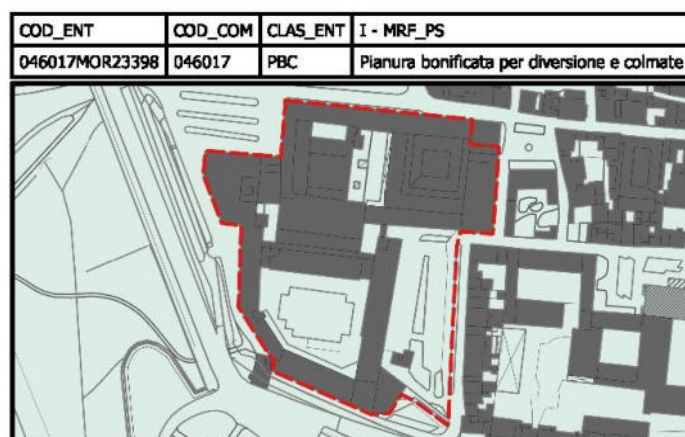 COD_ENT COD_COM CLAS_ENT I - MRF_PS
046017MOR23398 046017 PBC Pianura bonificata per diversione e colmate